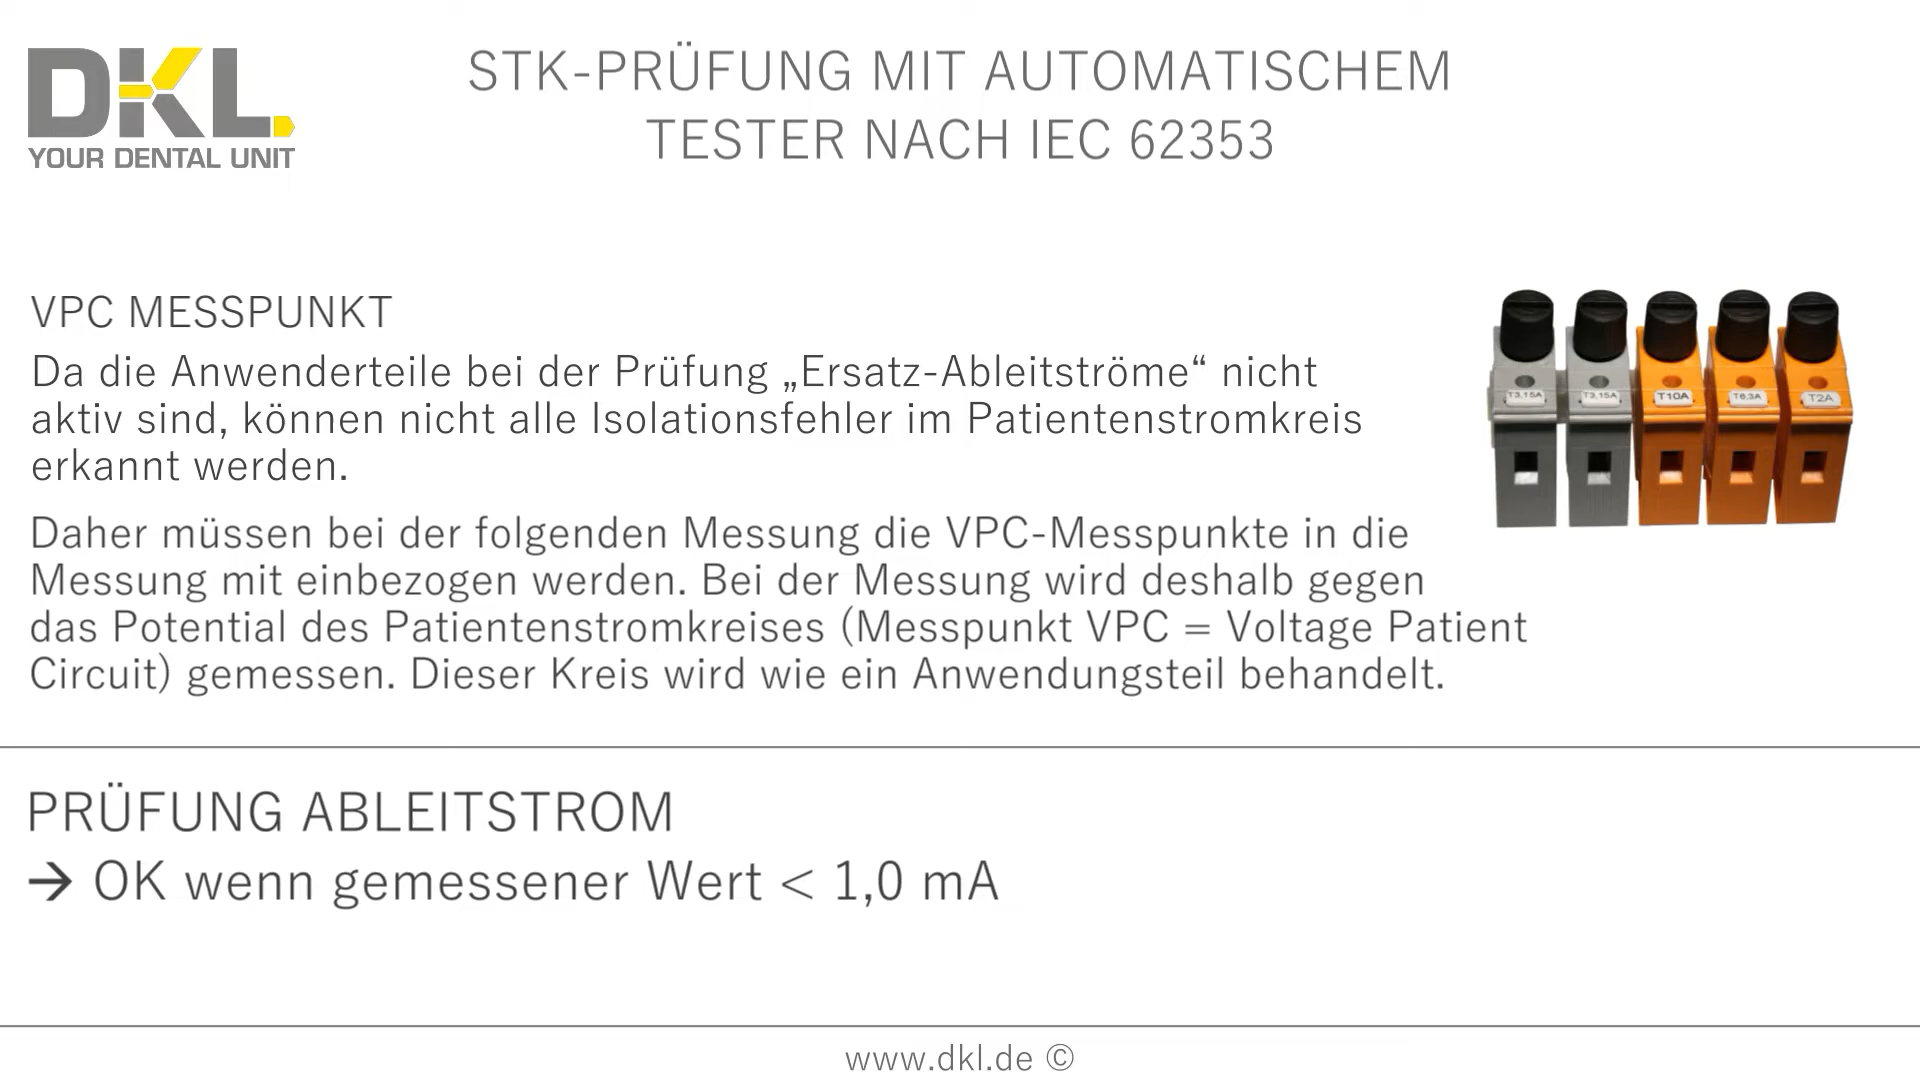 DKL.
YOUR DENTAL UNIT
STK-PRÜFUNG MIT AUTOMATISCHEM
TESTER NACH IEC 62353
VPC MESSPUNKT
Da die Anwenderteile bei der Prüfung „Ersatz-Ableitströme“ nicht
aktiv sind, können nicht alle Isolationsfehler im Patientenstromkreis
erkannt werden.
T3,15A T3,15A T10A T6,3A T2A
Daher müssen bei der folgenden Messung die VPC-Messpunkte in die
Messung mit einbezogen werden. Bei der Messung wird deshalb gegen
das Potential des Patientenstromkreises (Messpunkt VPC = Voltage Patient
Circuit) gemessen. Dieser Kreis wird wie ein Anwendungsteil behandelt.
PRÜFUNG ABLEITSTROM
→ OK wenn gemessener Wert < 1,0 mA
www.dkl.de ©